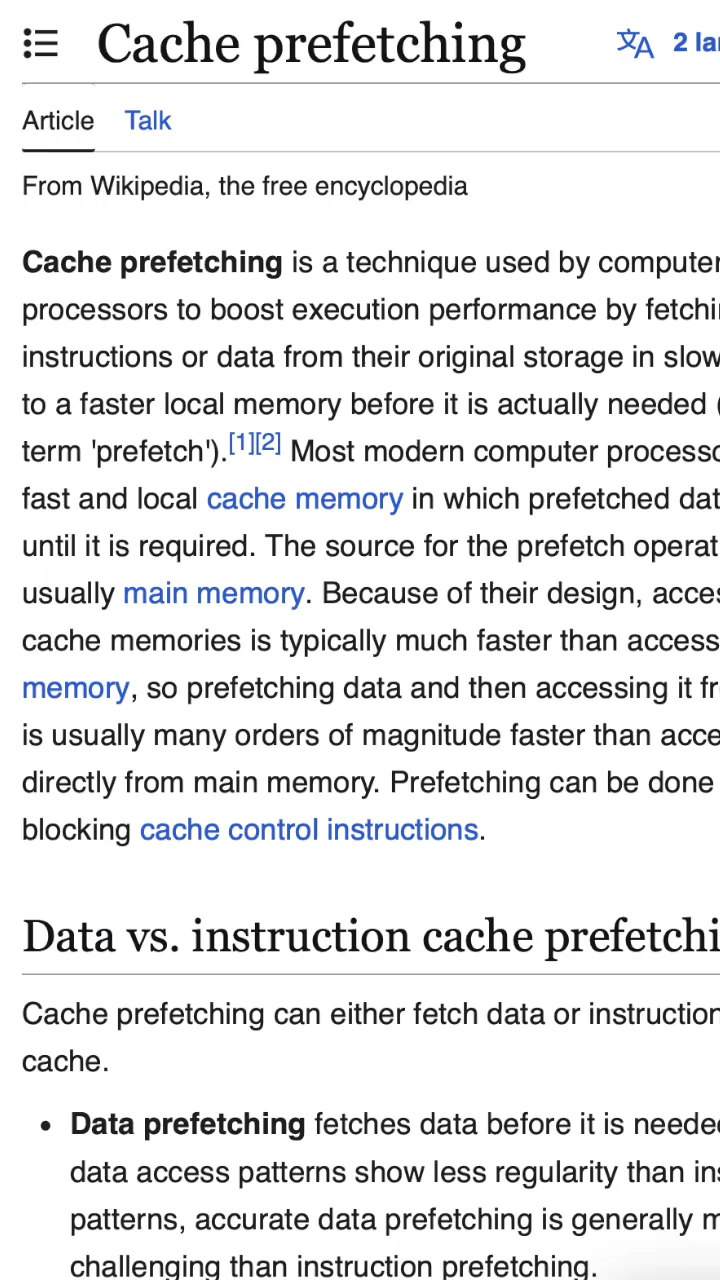 Cache prefetching
文A 2 la
Article Talk
From Wikipedia, the free encyclopedia
Cache prefetching is a technique used by computer
processors to boost execution performance by fetchi
instructions or data from their original storage in slow
to a faster local memory before it is actually needed (
term 'prefetch').[1][2] Most modern computer processo
fast and local cache memory in which prefetched dat
until it is required. The source for the prefetch operat
usually main memory. Because of their design, acces
cache memories is typically much faster than access
memory, so prefetching data and then accessing it fr
is usually many orders of magnitude faster than acce
directly from main memory. Prefetching can be done
blocking cache control instructions.
Data vs. instruction cache prefetchi
Cache prefetching can either fetch data or instruction
cache.
• Data prefetching fetches data before it is neede
data access patterns show less regularity than ins
patterns, accurate data prefetching is generally m
challenging than instruction prefetching.